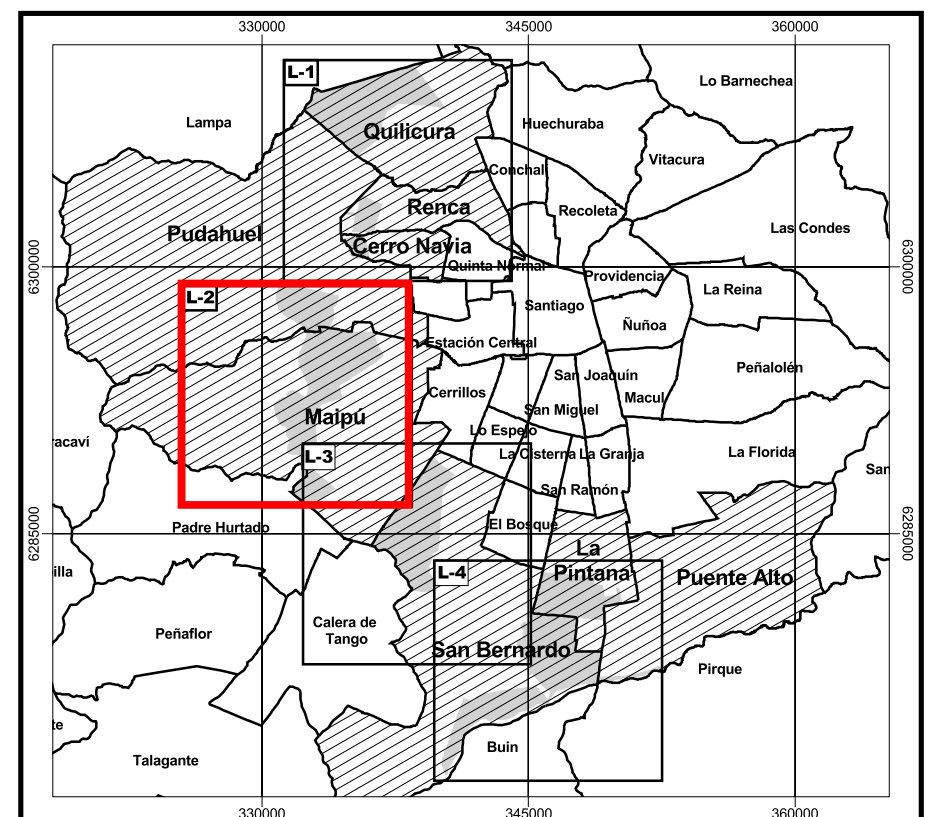 330000 345000 360000
L-1
Lo Barnechea
Lampa
Quilicura
Huechuraba
Vitacura
Conchal
Renca
Recoleta
Pudahuel
Las Condes
Cerro Navia
6300000
Quinta Normal
Providencia
6300000
La Reina
L-2
Santiago
Ñuñoa
Estación Central
Peñalolén
San Joaquín
Cerrillos
Macul
San Miguel
Maipú
Lo Espejo
racaví
L-3
La Cisterna
La Granja
La Florida
San
San Ramón
Padre Hurtado
El Bosque
6285000
6285000
La
Pintana
illa
L-4
Puente Alto
Calera de
Tango
Peñaflor
San Bernardo
Pirque
te
Buin
Talagante
330000 345000 360000